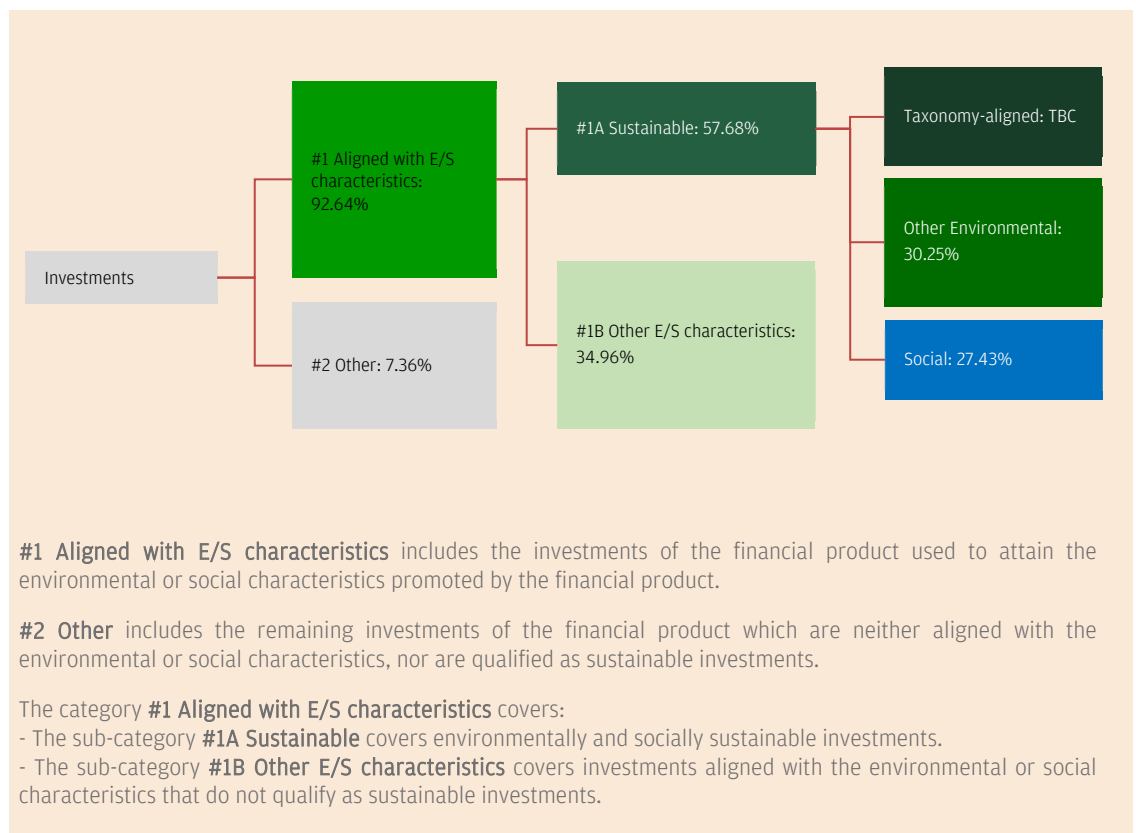 Investments
#1 Aligned with E/S
characteristics:
92.64%
#2 Other: 7.36%
#1A Sustainable: 57.68%
#1B Other E/S characteristics:
34.96%
Taxonomy-aligned: TBC
Other Environmental:
30.25%
Social: 27.43%
#1 Aligned with E/S characteristics includes the investments of the financial product used to attain the
environmental or social characteristics promoted by the financial product.
#2 Other includes the remaining investments of the financial product which are neither aligned with the
environmental or social characteristics, nor are qualified as sustainable investments.
The category #1 Aligned with E/S characteristics covers:
- The sub-category #1A Sustainable covers environmentally and socially sustainable investments.
- The sub-category #1B Other E/S characteristics covers investments aligned with the environmental or social
characteristics that do not qualify as sustainable investments.